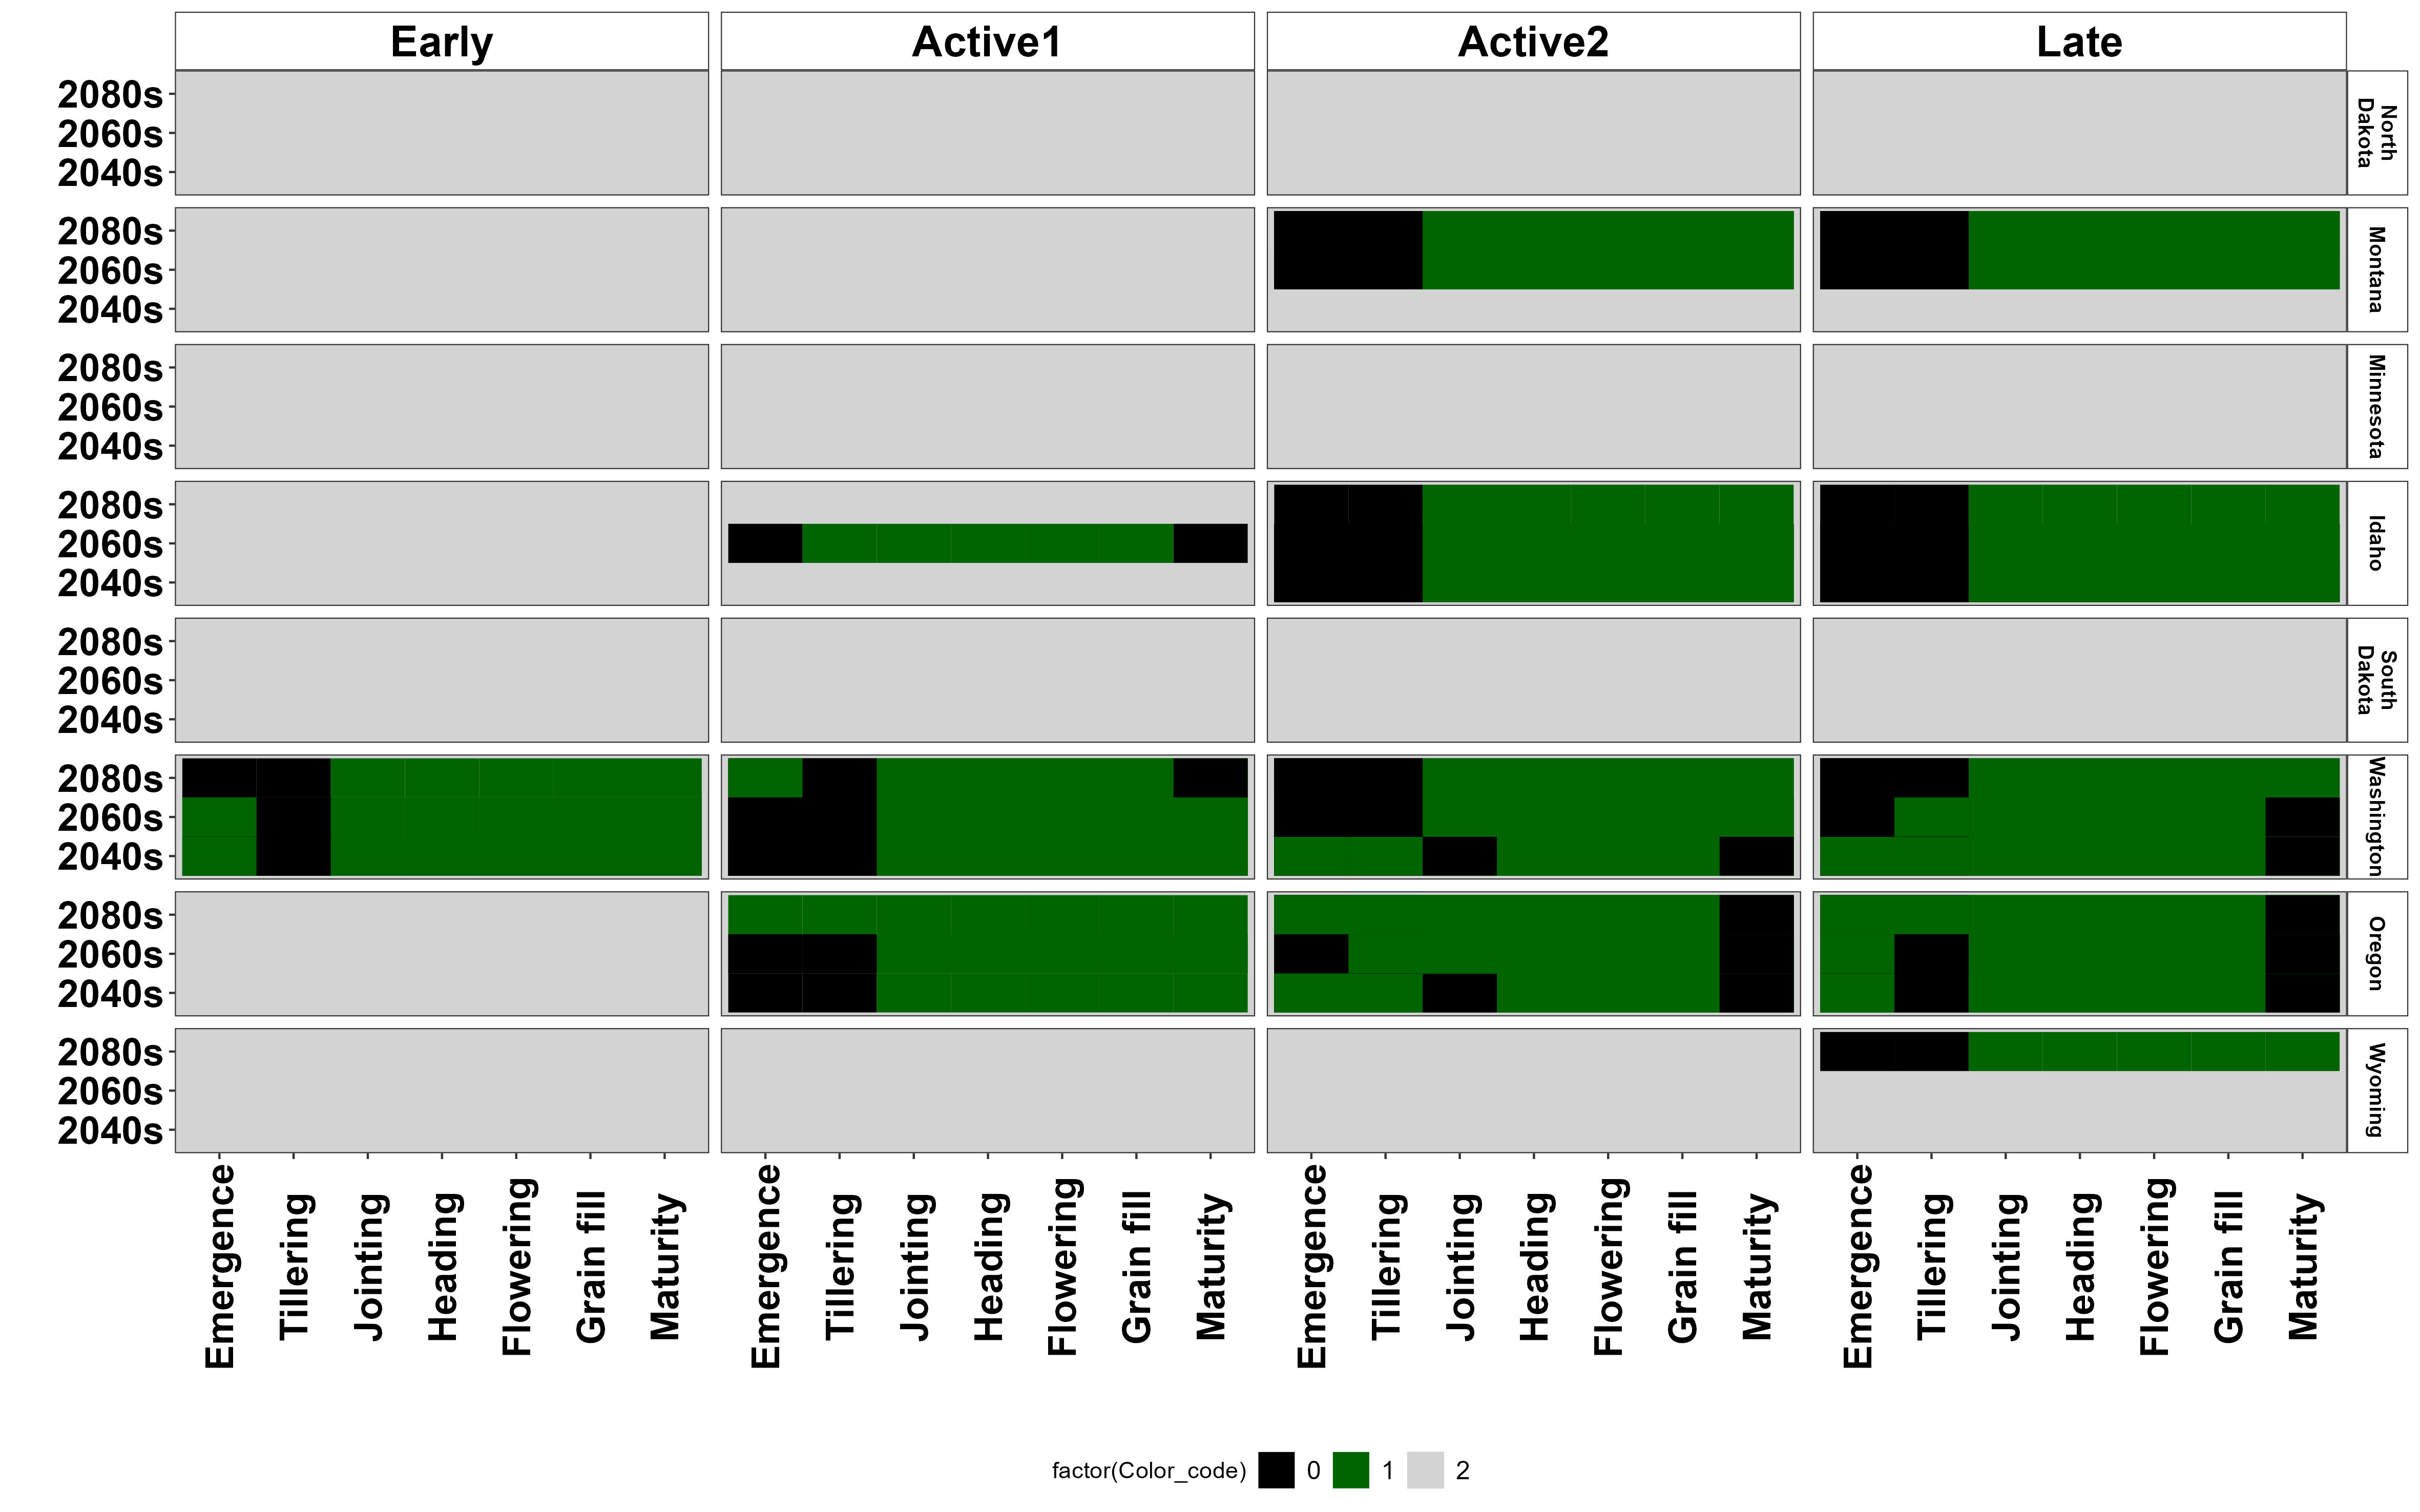 Early Active1 Active2 Late
2080s
2060s
2040s
North
Dakota
2080s
2060s
2040s
Montana
2080s
2060s
2040s
Minnesota
2080s
2060s
2040s
Idaho
2080s
2060s
2040s
South
Dakota
2080s
2060s
2040s
Washington
2080s
2060s
2040s
Oregon
2080s
2060s
2040s
Wyoming
Emergence
Tillering
Jointing
Heading
Flowering
Grain fill
Maturity
Emergence
Tillering
Jointing
Heading
Flowering
Grain fill
Maturity
Emergence
Tillering
Jointing
Heading
Flowering
Grain fill
Maturity
Emergence
Tillering
Jointing
Heading
Flowering
Grain fill
Maturity
factor(Color_code) 0 1 2